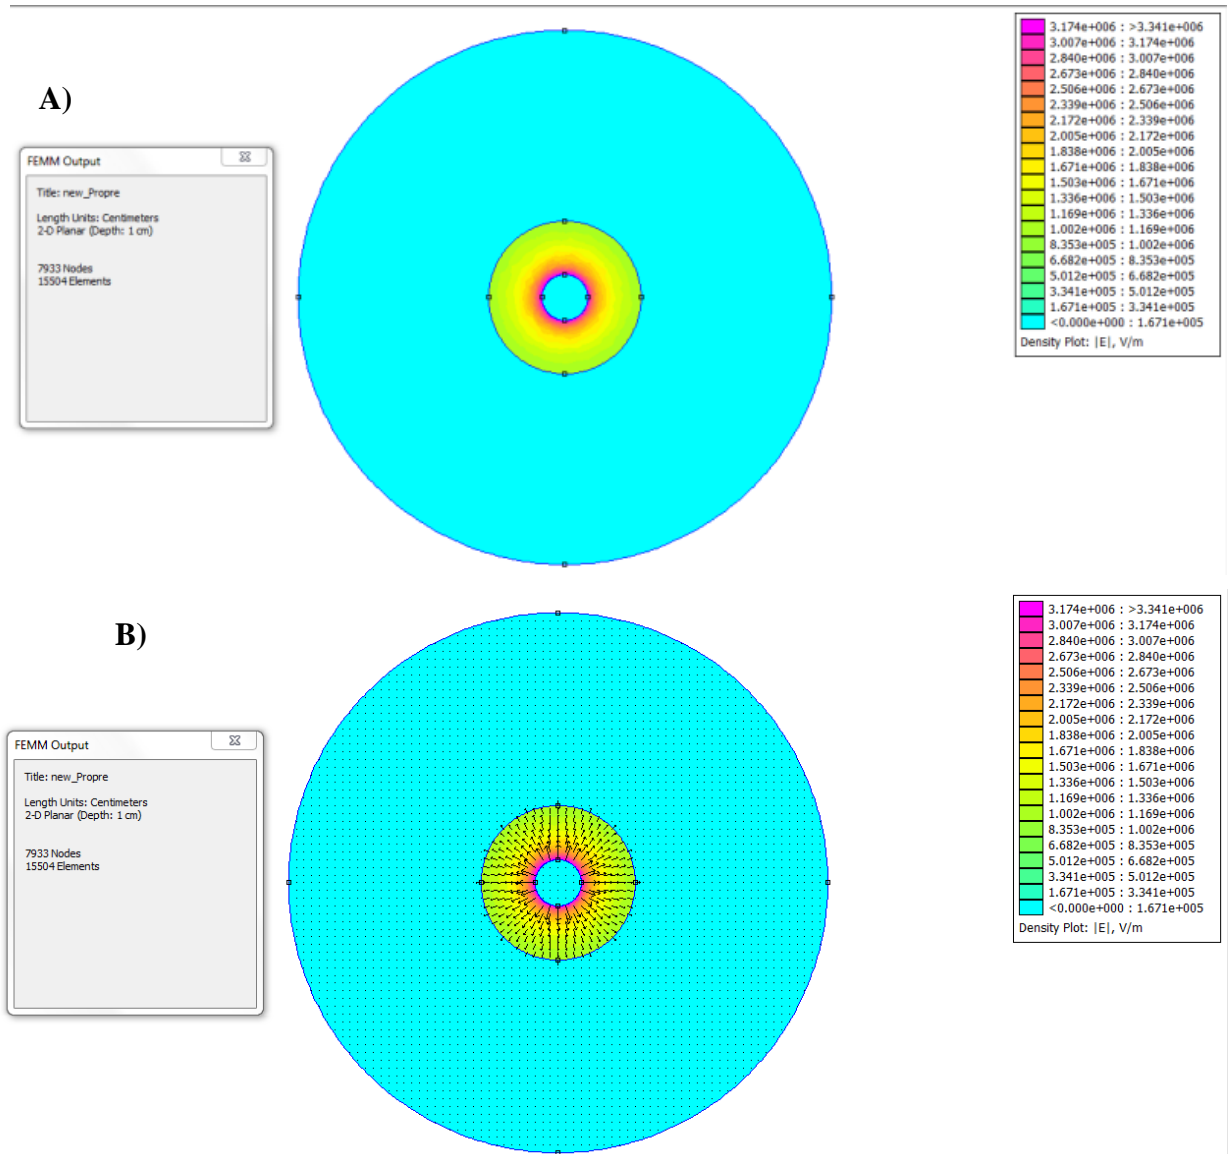 A)
FEMM Output
Title: new_Propre
Length Units: Centimeters
2-D Planar (Depth: 1 cm)
7933 Nodes
15504 Elements
3.174e+006 : >3.341e+006
3.007e+006 : 3.174e+006
2.840e+006 : 3.007e+006
2.673e+006 : 2.840e+006
2.506e+006 : 2.673e+006
2.339e+006 : 2.506e+006
2.172e+006 : 2.339e+006
2.005e+006 : 2.172e+006
1.838e+006 : 2.005e+006
1.671e+006 : 1.838e+006
1.503e+006 : 1.671e+006
1.336e+006 : 1.503e+006
1.169e+006 : 1.336e+006
1.002e+006 : 1.169e+006
8.353e+005 : 1.002e+006
6.682e+005 : 8.353e+005
5.012e+005 : 6.682e+005
3.341e+005 : 5.012e+005
1.671e+005 : 3.341e+005
<0.000e+000 : 1.671e+005
Density Plot: |E|, V/m
B)
FEMM Output
Title: new_Propre
Length Units: Centimeters
2-D Planar (Depth: 1 cm)
7933 Nodes
15504 Elements
3.174e+006 : >3.341e+006
3.007e+006 : 3.174e+006
2.840e+006 : 3.007e+006
2.673e+006 : 2.840e+006
2.506e+006 : 2.673e+006
2.339e+006 : 2.506e+006
2.172e+006 : 2.339e+006
2.005e+006 : 2.172e+006
1.838e+006 : 2.005e+006
1.671e+006 : 1.838e+006
1.503e+006 : 1.671e+006
1.336e+006 : 1.503e+006
1.169e+006 : 1.336e+006
1.002e+006 : 1.169e+006
8.353e+005 : 1.002e+006
6.682e+005 : 8.353e+005
5.012e+005 : 6.682e+005
3.341e+005 : 5.012e+005
1.671e+005 : 3.341e+005
<0.000e+000 : 1.671e+005
Density Plot: |E|, V/m